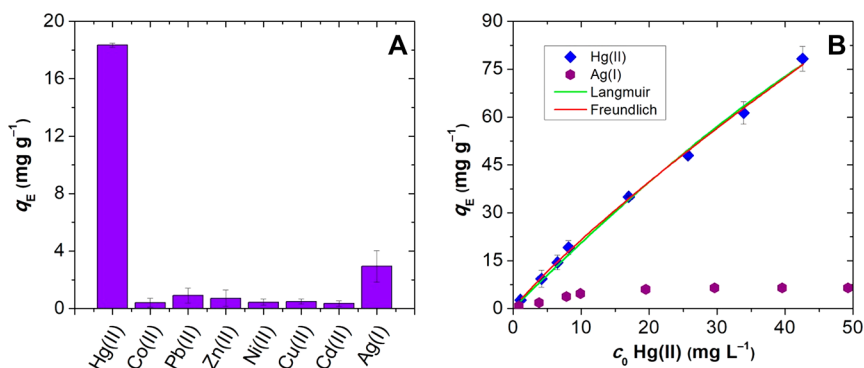 A
18
16
12
8
4
0
qE (mg g⁻¹)
Hg(II) Co(II) Pb(II) Zn(II) Ni(II) Cu(II) Cd(II) Ag(I)
B
90
75
60
45
30
15
0
qE (mg g⁻¹)
Hg(II)
Ag(I)
Langmuir
Freundlich
0 10 20 30 40 50
c₀ Hg(II) (mg L⁻¹)